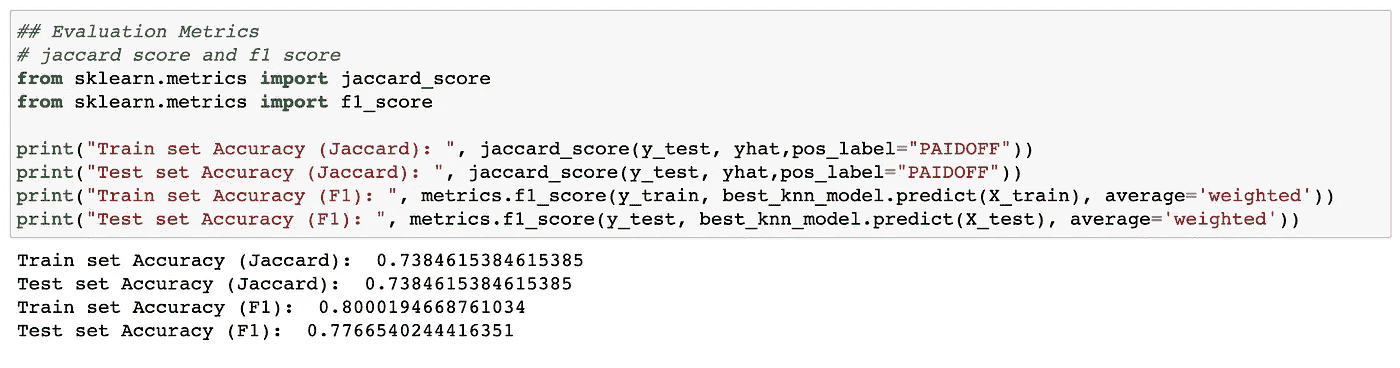 ## Evaluation Metrics
# jaccard score and f1 score
from sklearn.metrics import jaccard_score
from sklearn.metrics import f1_score
print("Train set Accuracy (Jaccard): ", jaccard_score(y_test, yhat,pos_label="PAIDOFF"))
print("Test set Accuracy (Jaccard): ", jaccard_score(y_test, yhat,pos_label="PAIDOFF"))
print("Train set Accuracy (F1): ", metrics.f1_score(y_train, best_knn_model.predict(X_train), average='weighted'))
print("Test set Accuracy (F1): ", metrics.f1_score(y_test, best_knn_model.predict(X_test), average='weighted'))
Train set Accuracy (Jaccard):  0.7384615384615385
Test set Accuracy (Jaccard):  0.7384615384615385
Train set Accuracy (F1):  0.8000194668761034
Test set Accuracy (F1):  0.7766540244416351